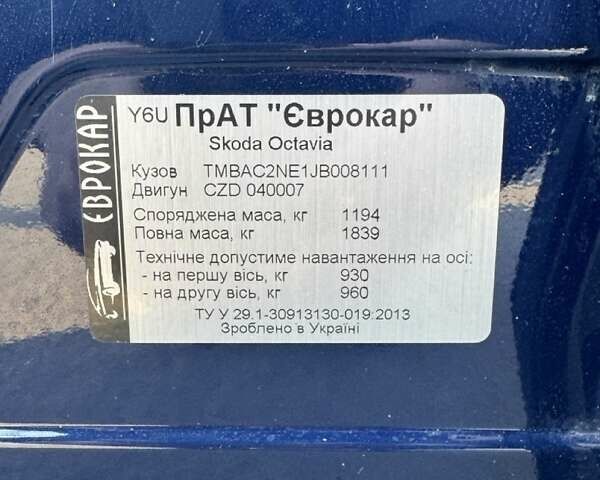 ЄВРОКАР
Y6U ПрАТ "Єврокар"
Skoda Octavia
Кузов TMBAC2NE1JB008111
Двигун CZD 040007
Споряджена маса, кг 1194
Повна маса, кг 1839
Технічне допустиме навантаження на осі:
- на першу вісь, кг 930
- на другу вісь, кг 960
ТУ У 29.1-30913130-019:2013
Зроблено в Україні